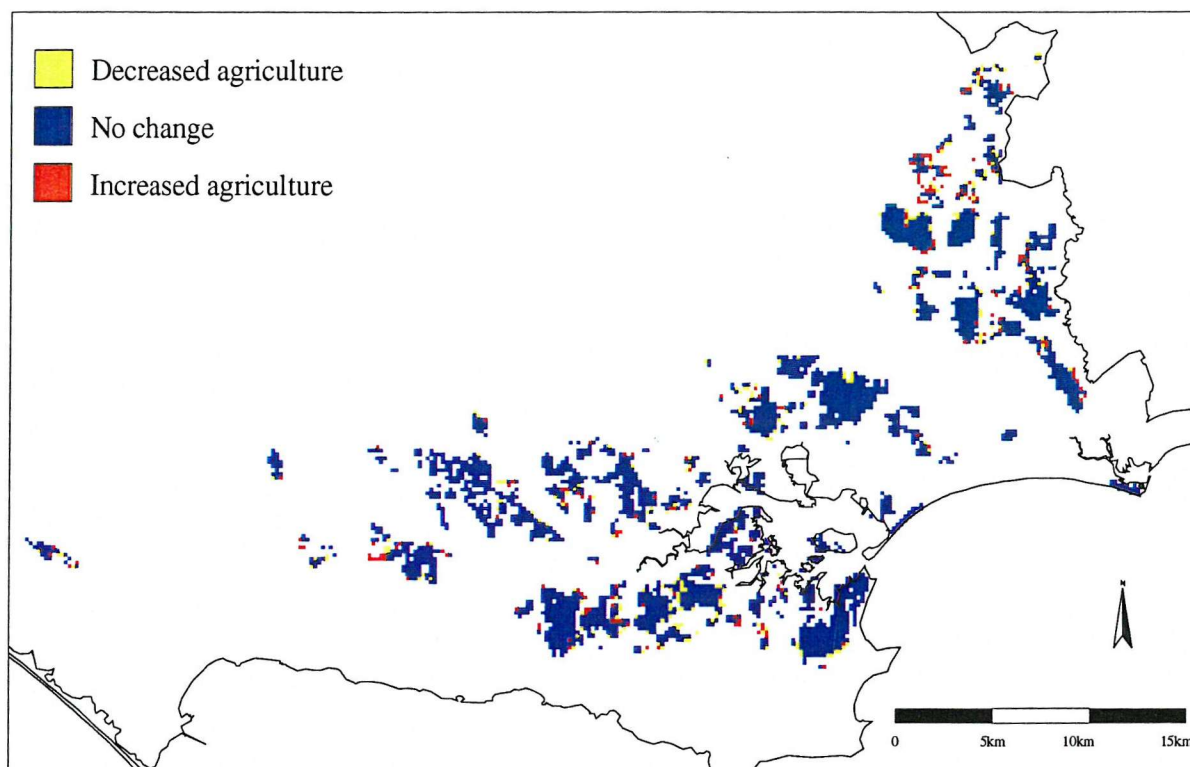 Decreased agriculture
No change
Increased agriculture
N
0 5km 10km 15km